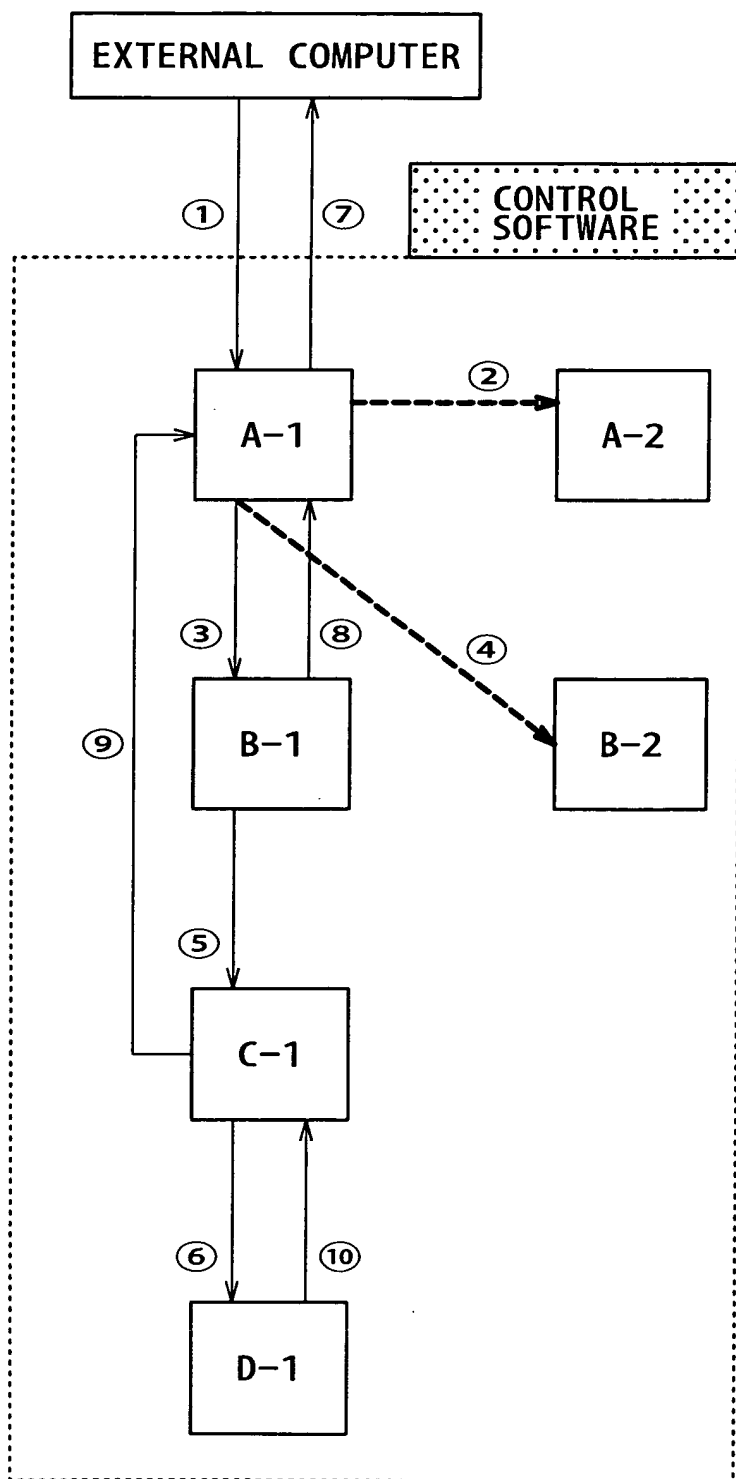 EXTERNAL COMPUTER
① ⑦
CONTROL
SOFTWARE
②
A-1 A-2
③ ⑧ ④
⑨ B-1 B-2
⑤
C-1
⑥ ⑩
D-1